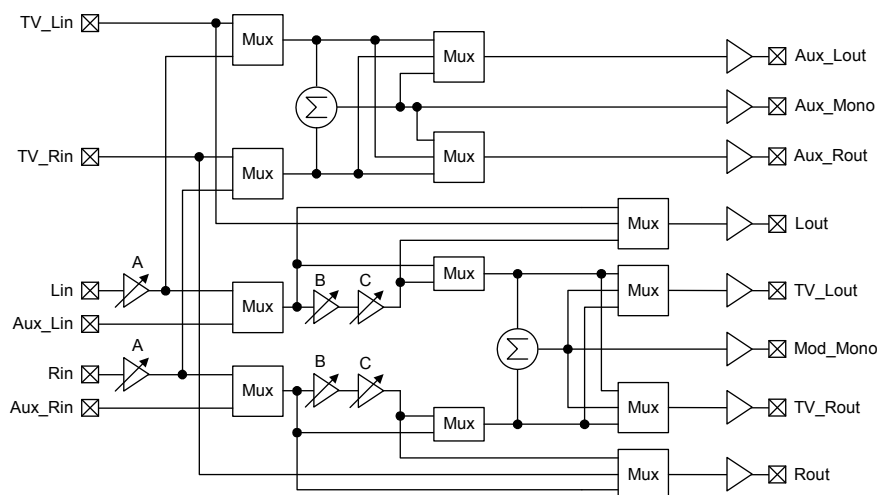 TV_Lin
Mux
Mux
Aux_Lout
Σ
Aux_Mono
TV_Rin
Mux
Mux
Aux_Rout
Mux
Lout
A
B
C
Mux
Lin
Mux
Mux
TV_Lout
Aux_Lin
A
B
C
Σ
Mod_Mono
Rin
Mux
Aux_Rin
Mux
Mux
TV_Rout
Mux
Rout